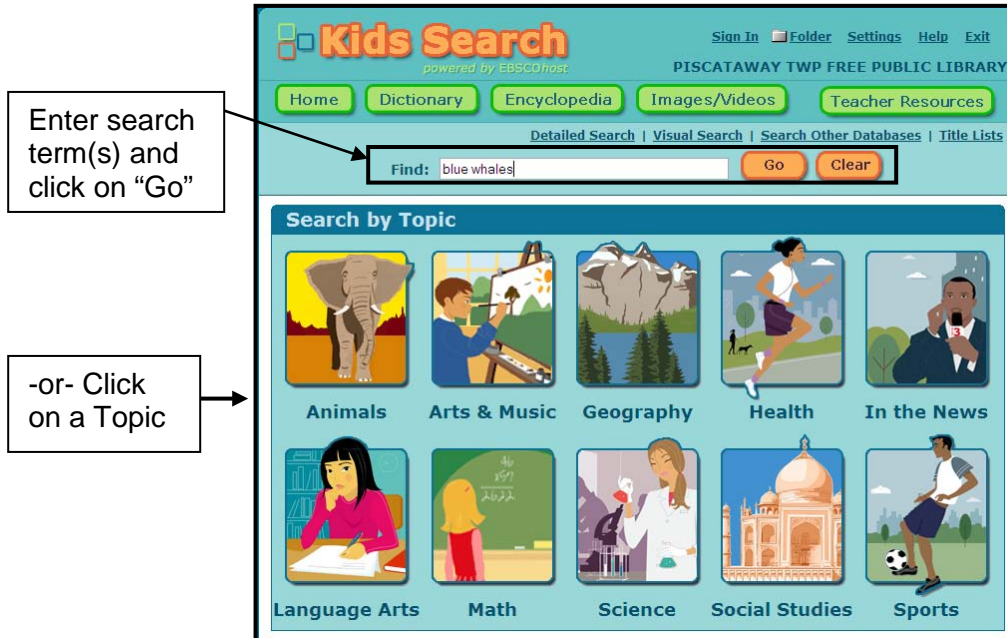 Kids Search
powered by EBSCOhost
Sign In Folder Settings Help Exit
PISCATAWAY TWP FREE PUBLIC LIBRARY
Home Dictionary Encyclopedia Images/Videos Teacher Resources
Enter search
term(s) and
click on “Go”
Detailed Search | Visual Search | Search Other Databases | Title Lists
Find: blue whales Go Clear
Search by Topic
3
-or- Click
on a Topic
Animals Arts & Music Geography Health In the News
Language Arts Math Science Social Studies Sports